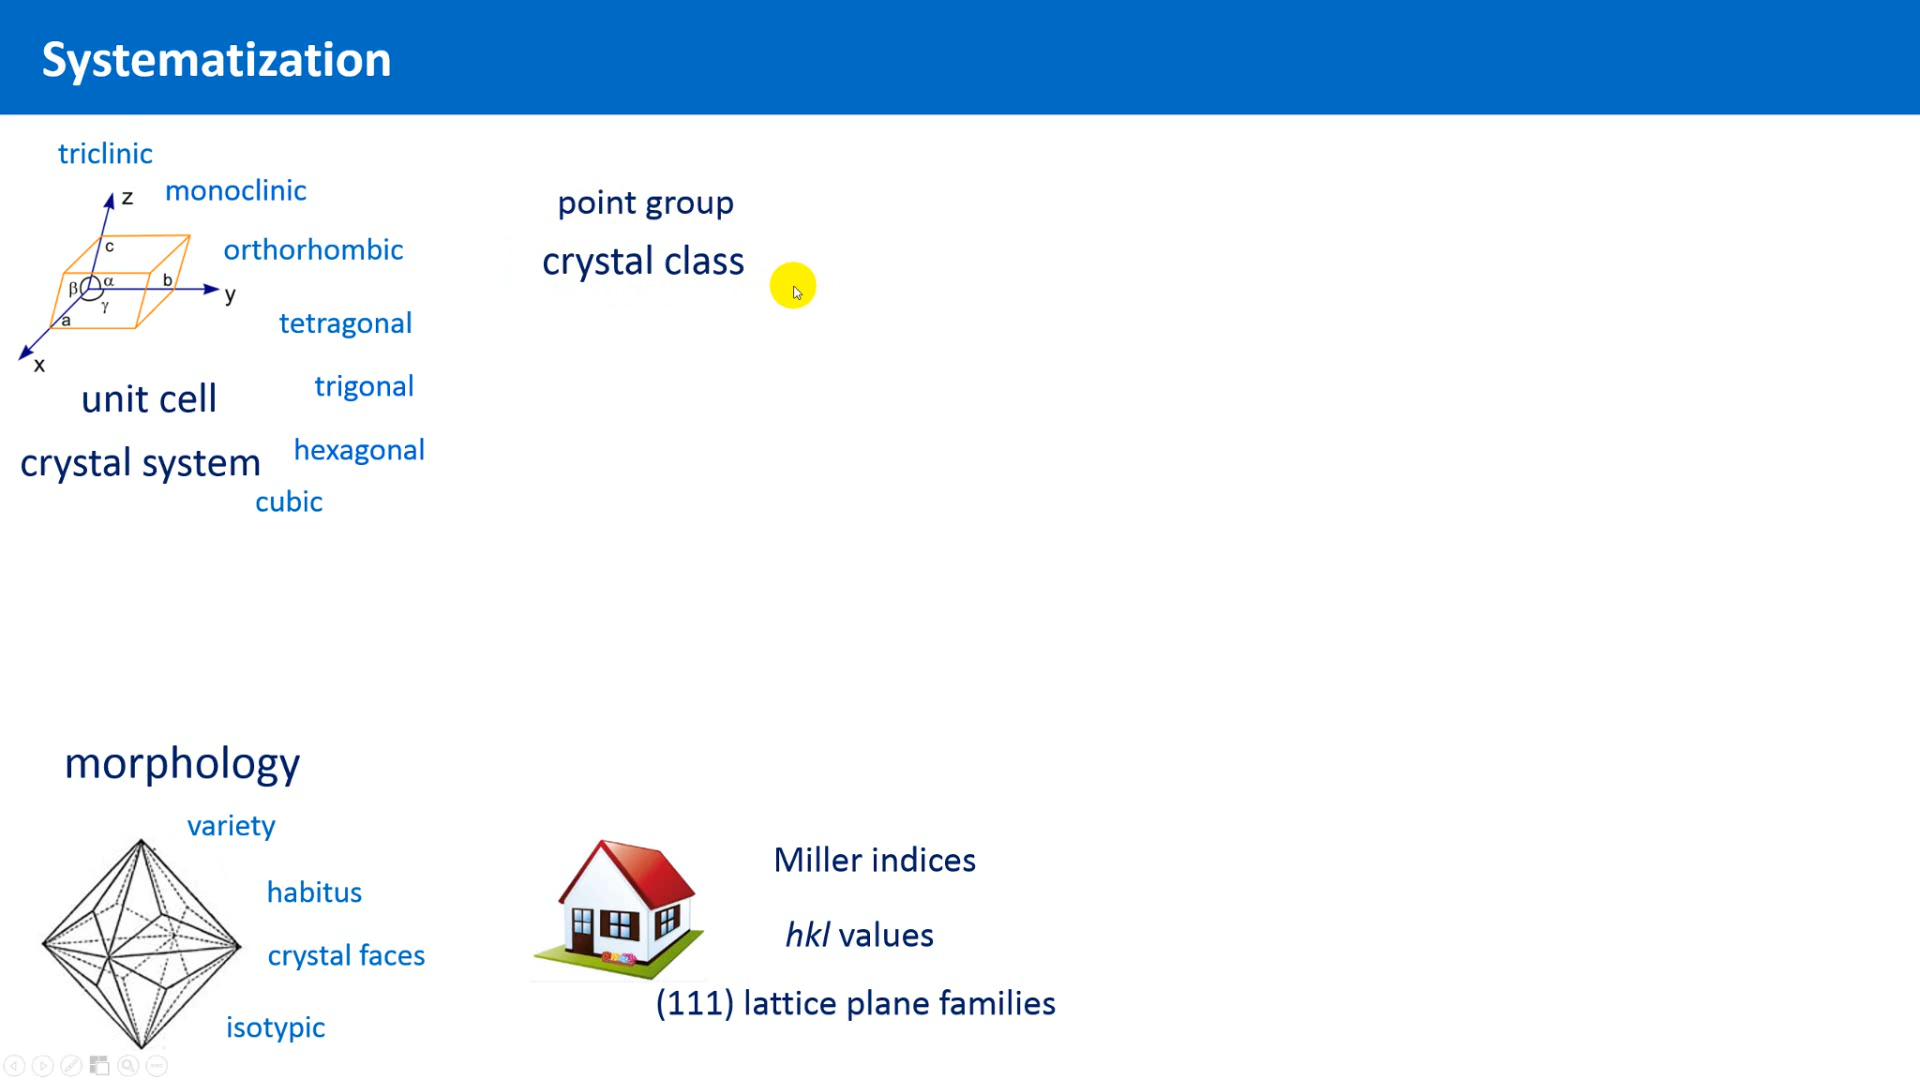 Systematization
triclinic
monoclinic
orthorhombic
tetragonal
trigonal
hexagonal
cubic
z
c
β
α
b
y
γ
a
x
unit cell
crystal system
point group
crystal class
morphology
variety
habitus
crystal faces
isotypic
Miller indices
hkl values
(111) lattice plane families